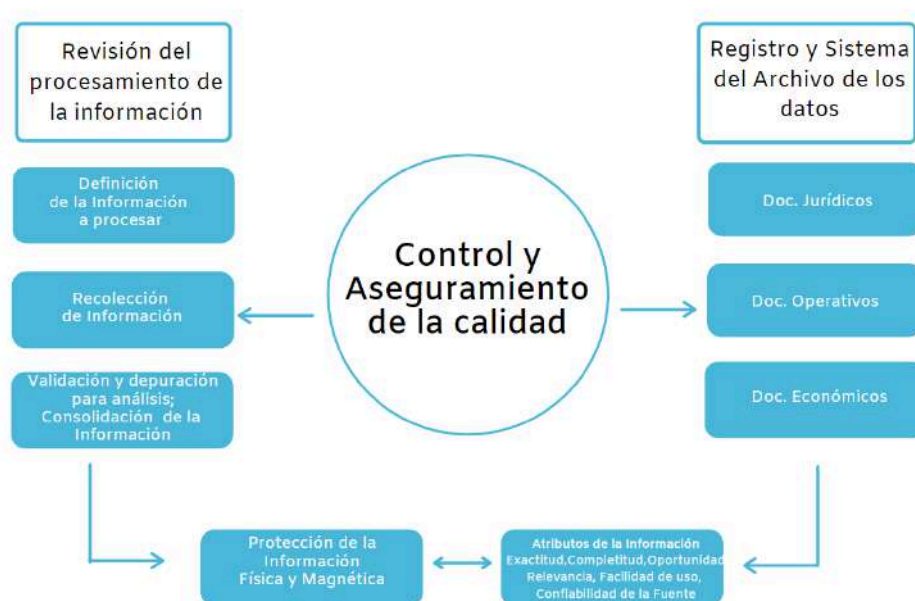 Revisión del
procesamiento de
la información
Definición
de la Información
a procesar
Recolección
de Información
Validación y depuración
para análisis;
Consolidación de la
Información
Control y
Aseguramiento
de la calidad
Registro y Sistema
del Archivo de los
datos
Doc. Jurídicos
Doc. Operativos
Doc. Económicos
Protección de la
Información
Física y Magnética
Atributos de la Información
Exactitud,Completitud,Oportunidad
Relevancia, Facilidad de uso,
Confiabilidad de la Fuente